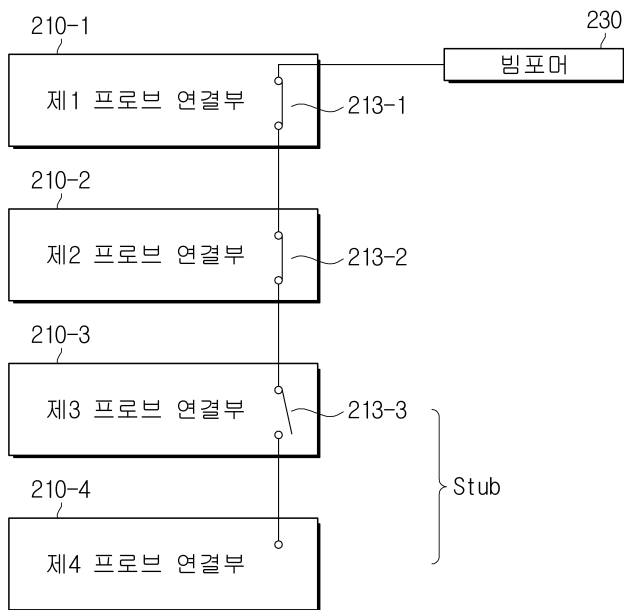 210-1
230
빔포머
제1 프로브 연결부
213-1
210-2
제2 프로브 연결부
213-2
210-3
제3 프로브 연결부
213-3
210-4
Stub
제4 프로브 연결부